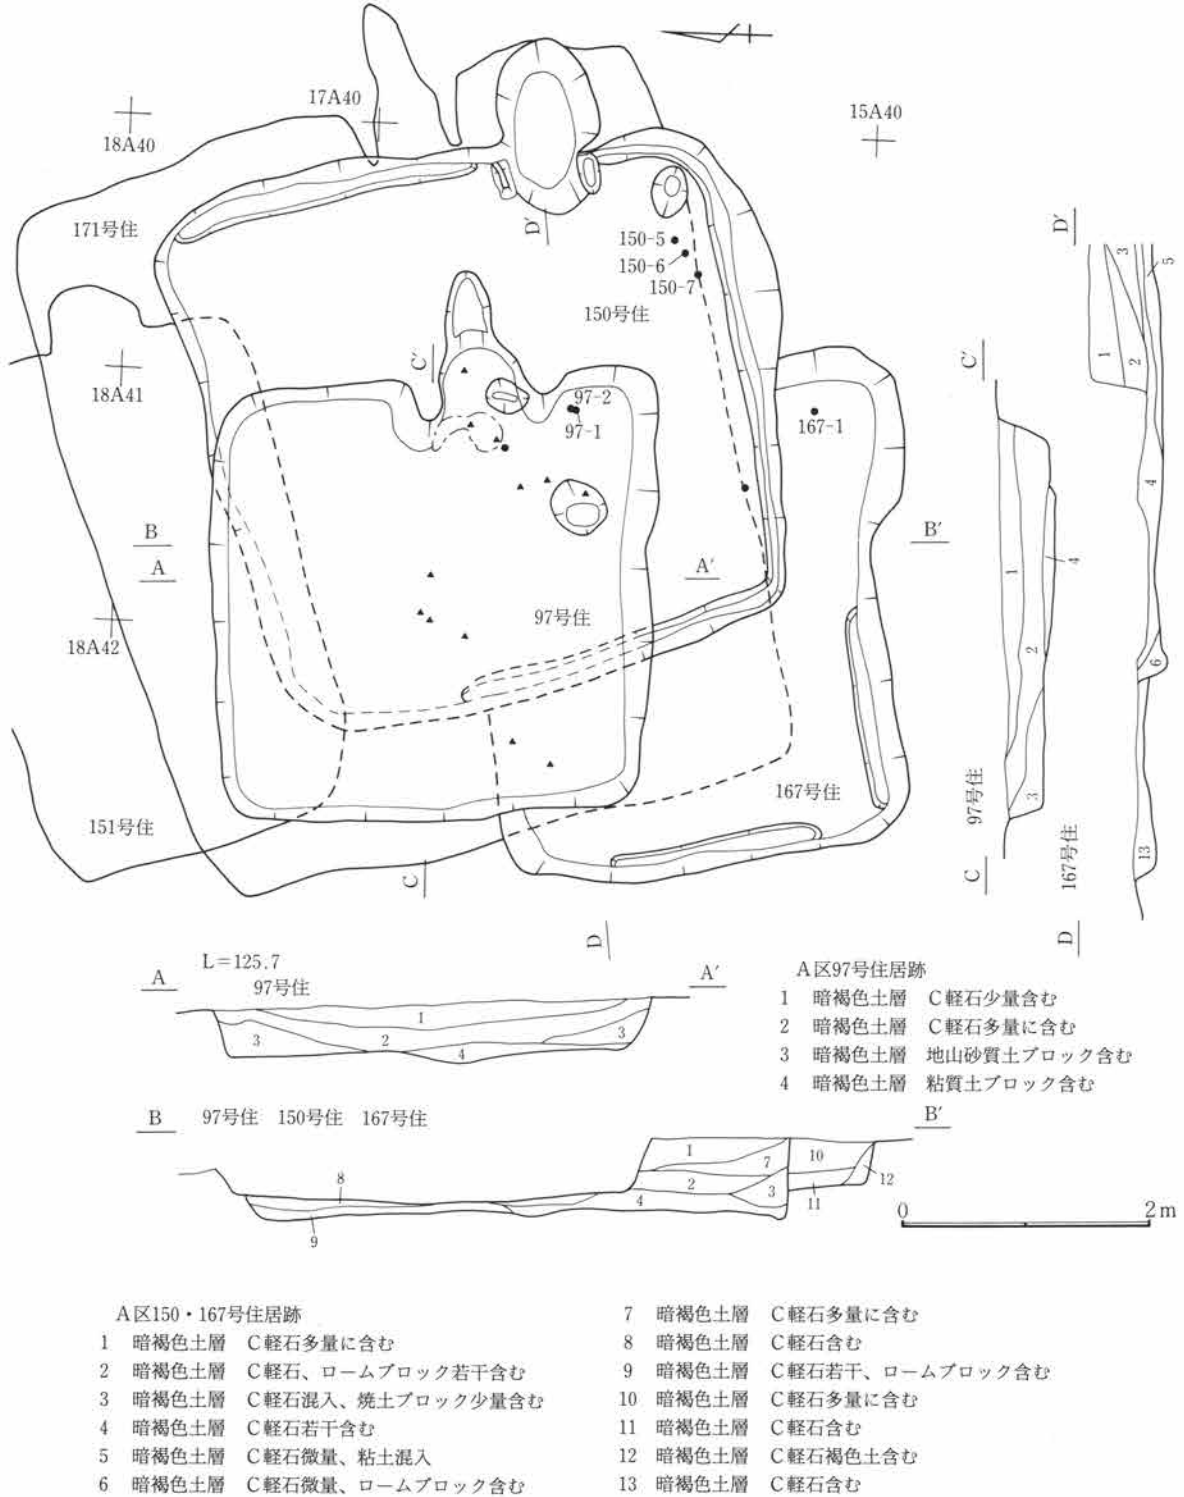 17A40
18A40
15A40
171号住
D′
D′
150-5
150-6
150-7
150号住
3
5
1
2
C′
C′
18A41
97-2
97-1
167-1
4
B
B′
A
A′
1
4
97号住
18A42
2
6
97号住
3
167号住
151号住
167号住
13
C
C
D
D
L=125.7
A
97号住
A′
1
3
2
4
3
A区97号住居跡
1 暗褐色土層 C軽石少量含む
2 暗褐色土層 C軽石多量に含む
3 暗褐色土層 地山砂質土ブロック含む
4 暗褐色土層 粘質土ブロック含む
B 97号住 150号住 167号住 B′
1
7
10
8
2
3
12
4
11
9
0 2m
A区150・167号住居跡
1 暗褐色土層 C軽石多量に含む
2 暗褐色土層 C軽石、ロームブロック若干含む
3 暗褐色土層 C軽石混入、焼土ブロック少量含む
4 暗褐色土層 C軽石若干含む
5 暗褐色土層 C軽石微量、粘土混入
6 暗褐色土層 C軽石微量、ロームブロック含む
7 暗褐色土層 C軽石多量に含む
8 暗褐色土層 C軽石含む
9 暗褐色土層 C軽石若干、ロームブロック含む
10 暗褐色土層 C軽石多量に含む
11 暗褐色土層 C軽石含む
12 暗褐色土層 C軽石褐色土含む
13 暗褐色土層 C軽石含む